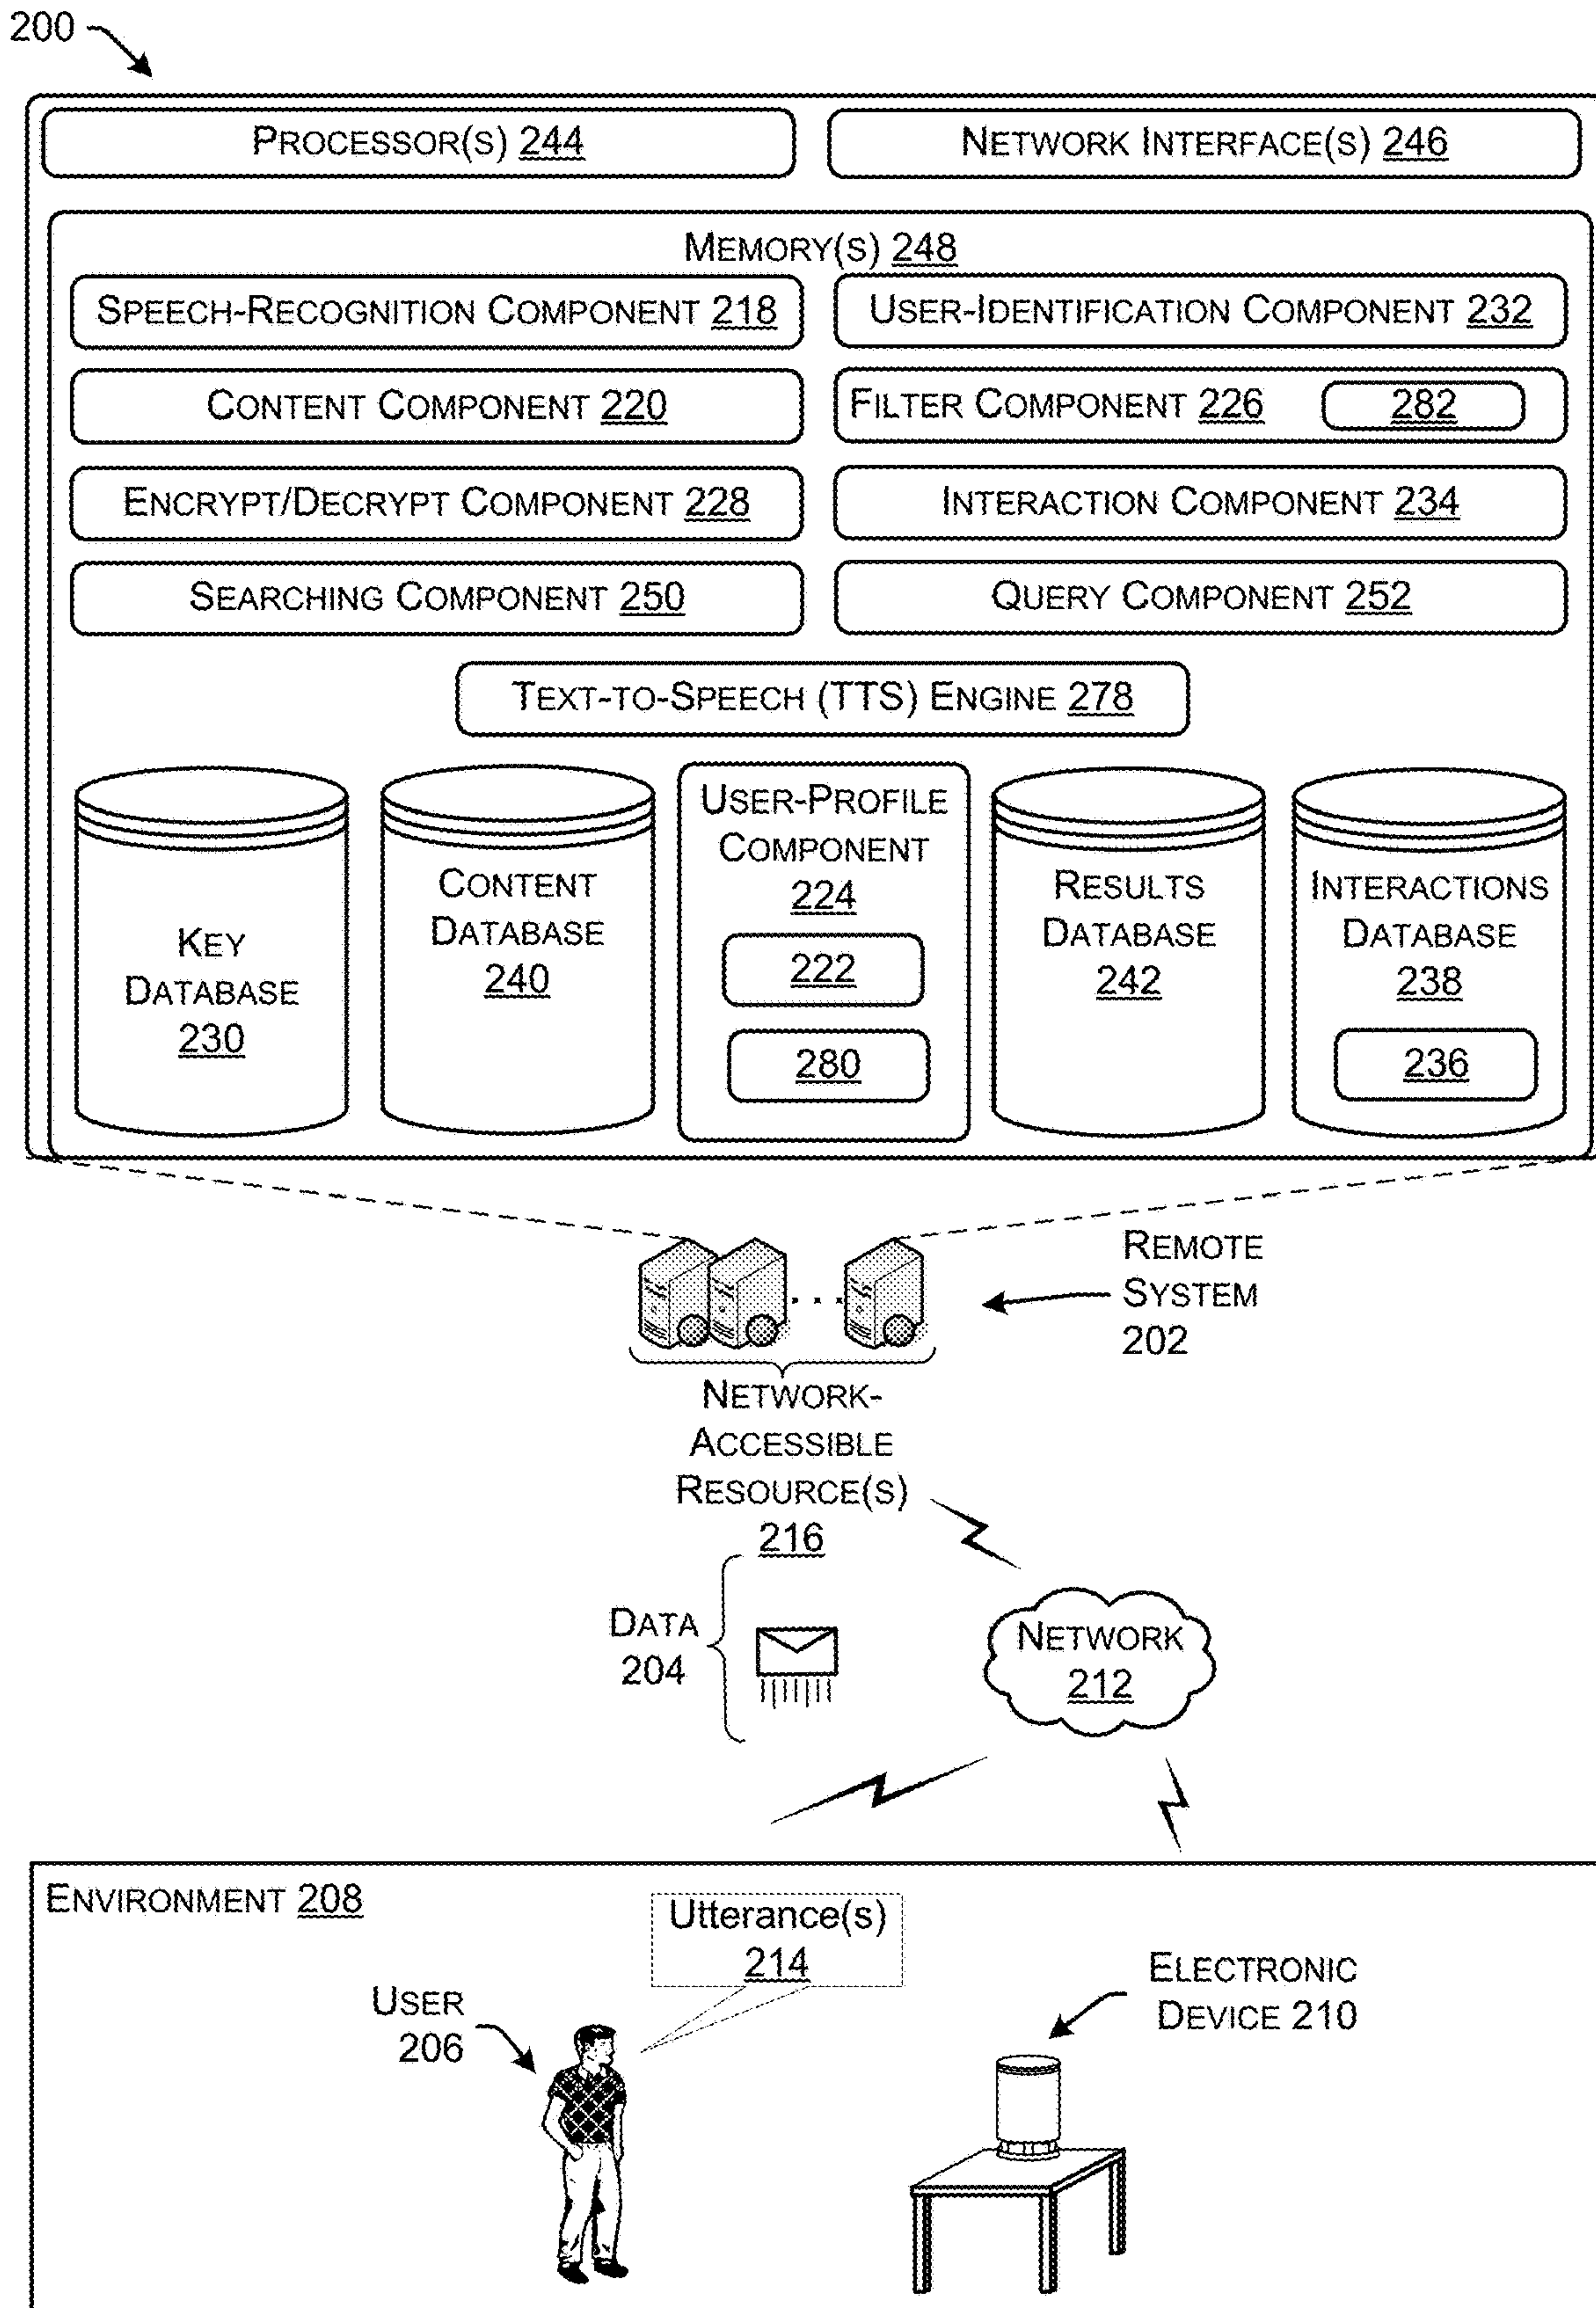 200
PROCESSOR(S) 244
NETWORK INTERFACE(S) 246
MEMORY(S) 248
SPEECH-RECOGNITION COMPONENT 218
USER-IDENTIFICATION COMPONENT 232
CONTENT COMPONENT 220
FILTER COMPONENT 226
282
ENCRYPT/DECRYPT COMPONENT 228
INTERACTION COMPONENT 234
SEARCHING COMPONENT 250
QUERY COMPONENT 252
TEXT-TO-SPEECH (TTS) ENGINE 278
KEY
DATABASE
230
CONTENT
DATABASE
240
USER-PROFILE
COMPONENT
224
222
280
RESULTS
DATABASE
242
INTERACTIONS
DATABASE
238
236
REMOTE
SYSTEM
202
NETWORK-
ACCESSIBLE
RESOURCE(S)
216
DATA
204
NETWORK
212
ENVIRONMENT 208
Utterance(s)
214
USER
206
ELECTRONIC
DEVICE 210